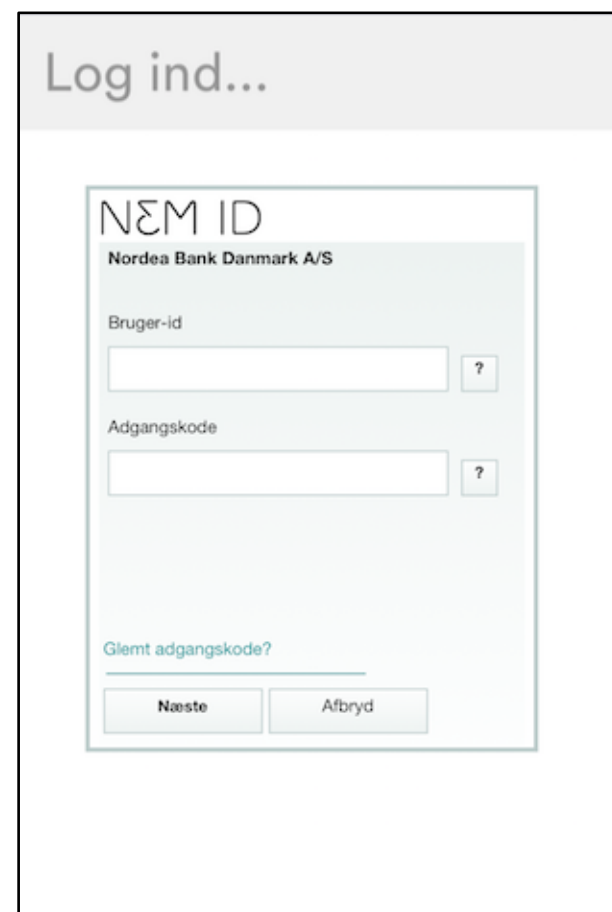 Log ind...
NEM ID
Nordea Bank Danmark A/S
Bruger-id
?
Adgangskode
?
Glemt adgangskode?
Næste Afbryd